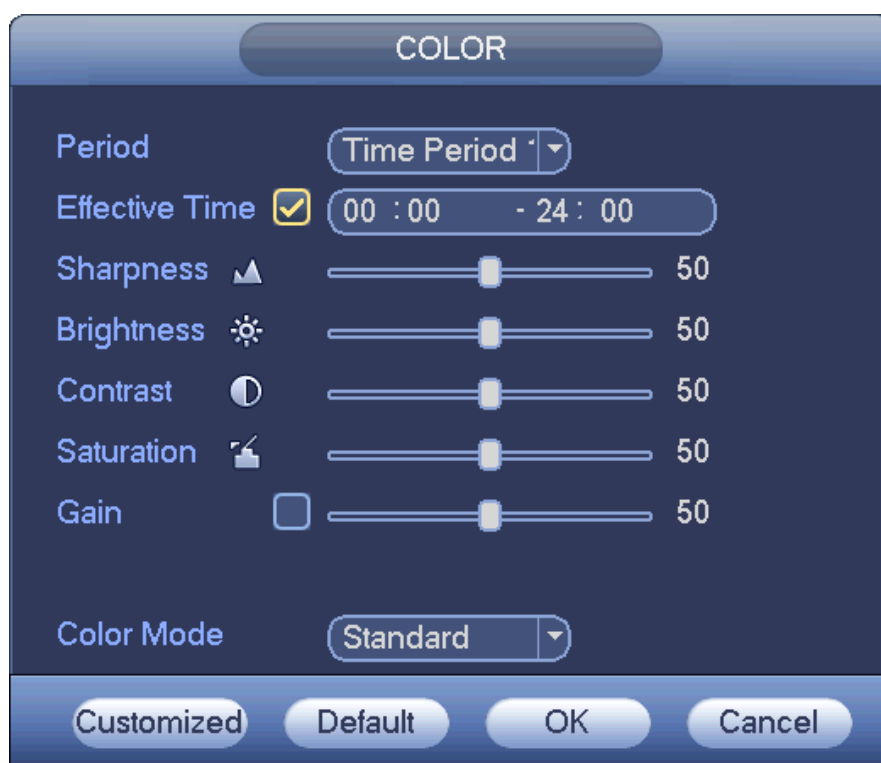 COLOR
Period Time Period
Effective Time 00 :00 - 24 : 00
Sharpness 50
Brightness 50
Contrast 50
Saturation 50
Gain 50
Color Mode Standard
Customized Default OK Cancel